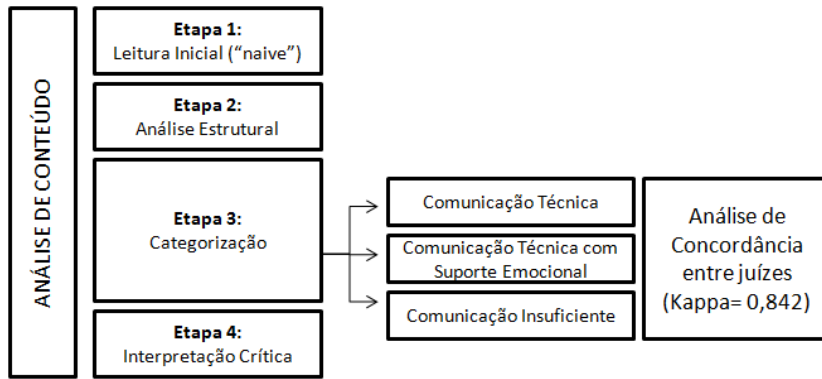 ANÁLISE DE CONTEÚDO
Etapa 1:
Leitura Inicial (“naive”)
Etapa 2:
Análise Estrutural
Etapa 3:
Categorização
Etapa 4:
Interpretação Crítica
Comunicação Técnica
Comunicação Técnica com
Suporte Emocional
Comunicação Insuficiente
Análise de
Concordância
entre juízes
(Kappa= 0,842)